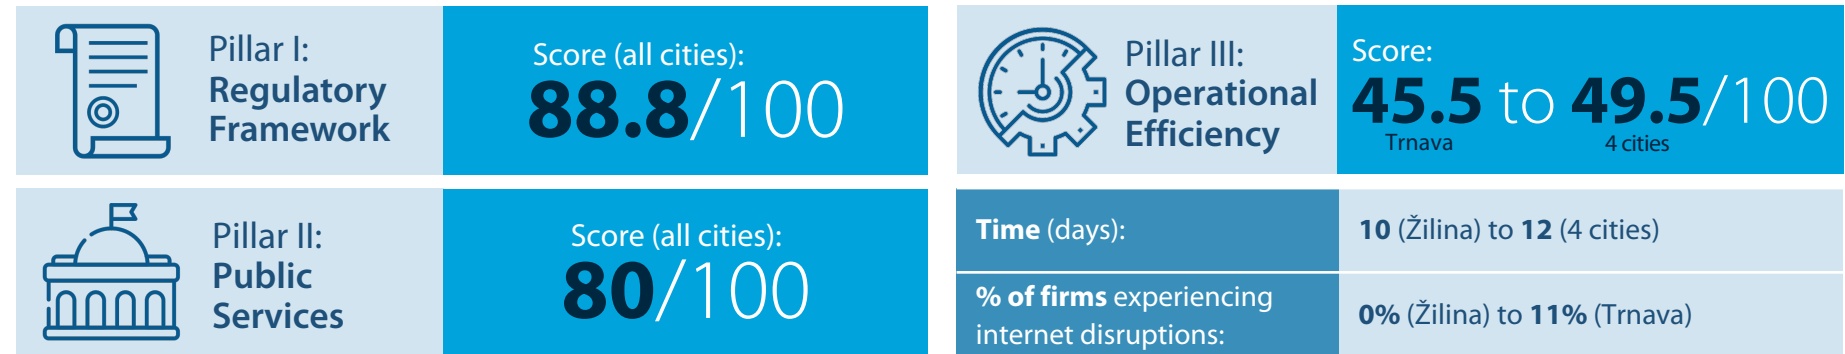 Pillar I:
Regulatory
Framework
Score (all cities):
88.8/100
Pillar II:
Public
Services
Score (all cities):
80/100
Pillar III:
Operational
Efficiency
Score:
45.5 to 49.5/100
Trnava 4 cities
Time (days):
10 (Žilina) to 12 (4 cities)
% of firms experiencing
internet disruptions:
0% (Žilina) to 11% (Trnava)